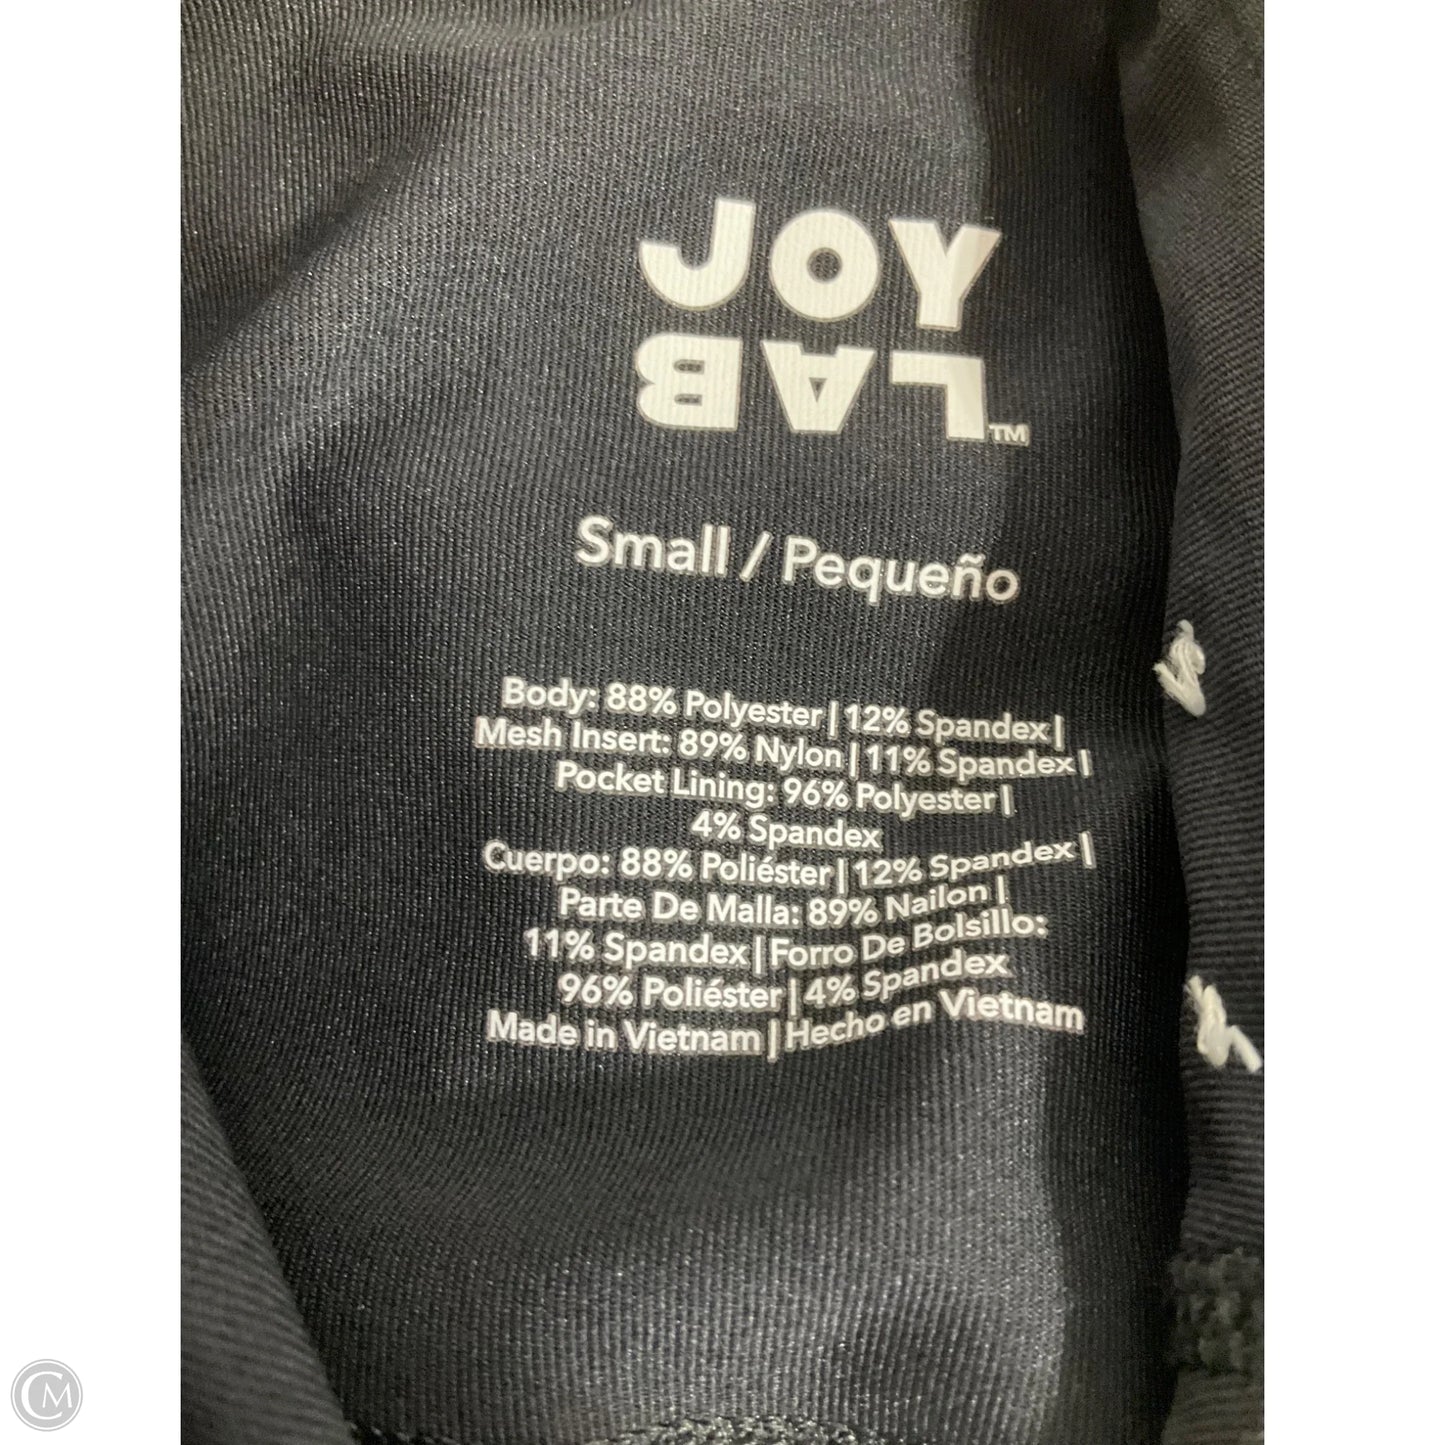 JOY
LAB™
Small / Pequeño
Body: 88% Polyester | 12% Spandex |
Mesh Insert: 89% Nylon | 11% Spandex |
Pocket Lining: 96% Polyester |
4% Spandex
Cuerpo: 88% Poliéster | 12% Spandex |
Parte De Malla: 89% Nailon |
11% Spandex | Forro De Bolsillo:
96% Poliéster | 4% Spandex
Made in Vietnam | Hecho en Vietnam
CM